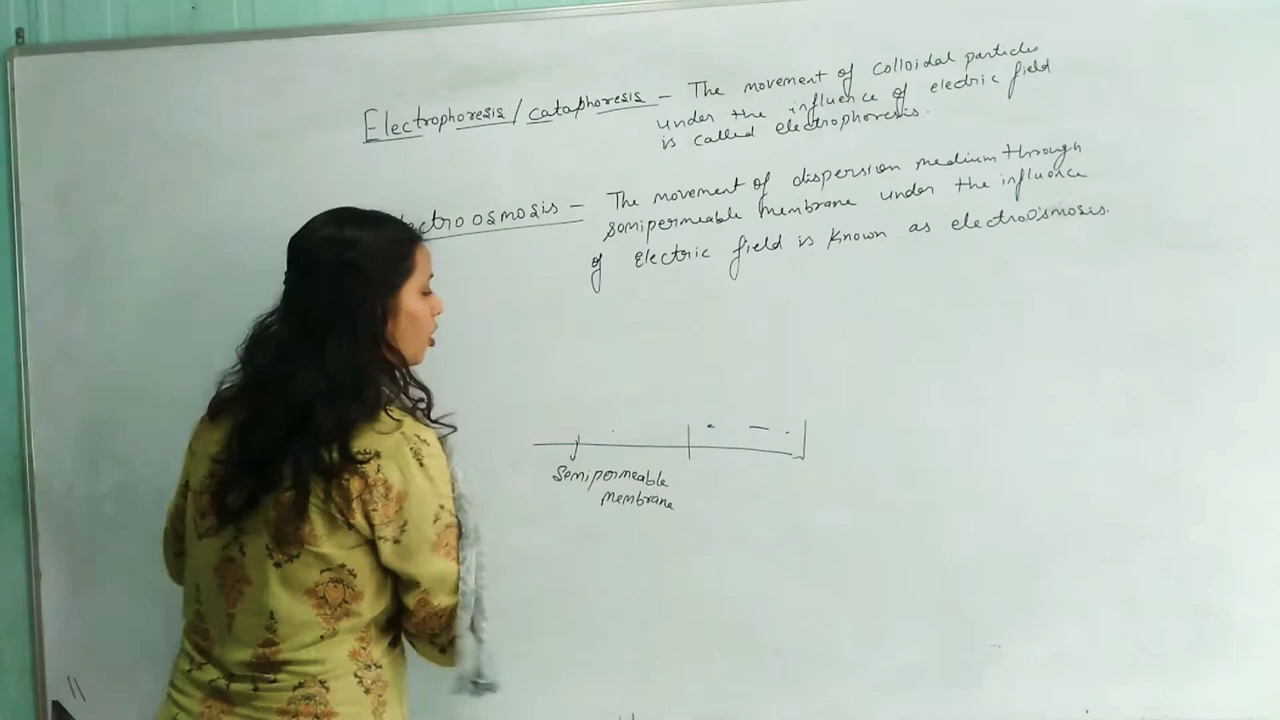 Electrophoresis / cataphoresis – The movement of colloidal particles
under the influence of electric field
is called electrophoresis.
ectroosmosis – The movement of dispersion medium through
semipermeable membrane under the influence
of electric field is known as electroosmosis.
Semipermeable
membrane